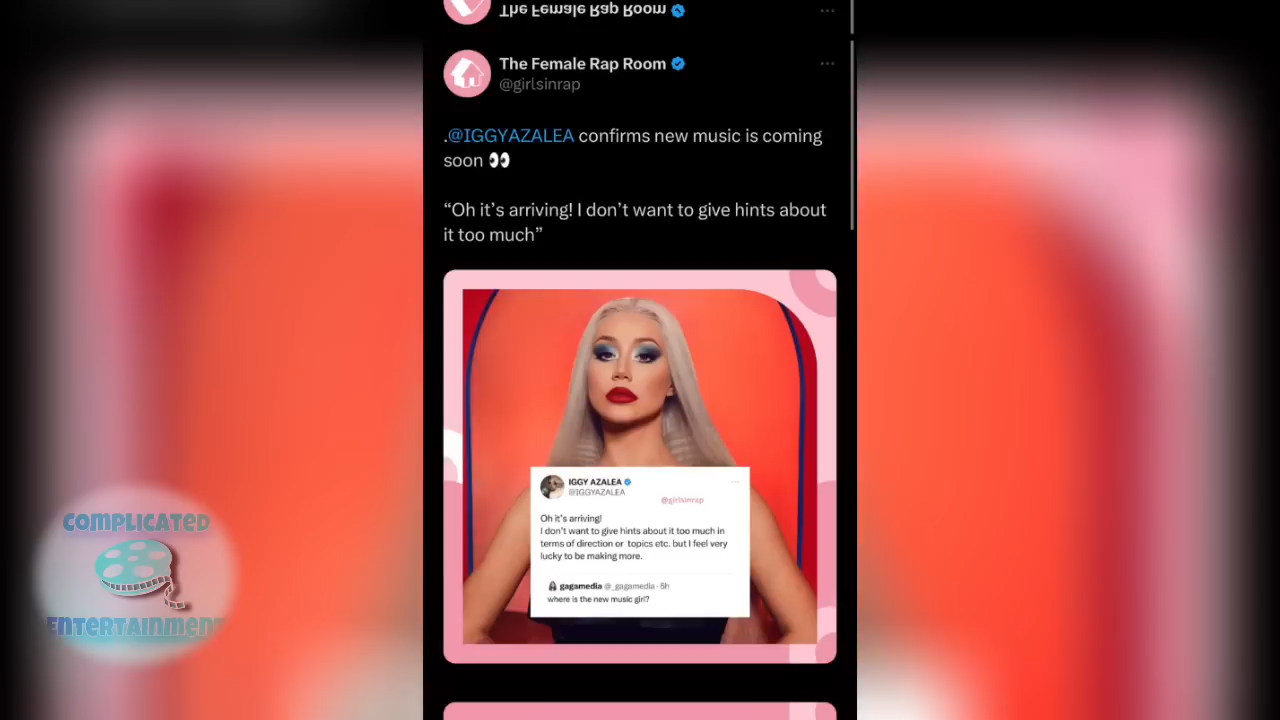 The Female Rap Room
The Female Rap Room
@girlsinrap
.@IGGYAZALEA confirms new music is coming
soon 👀
“Oh it’s arriving! I don’t want to give hints about
it too much”
IGGY AZALEA
@IGGYAZALEA
@girlsinrap
Oh it’s arriving!
I don’t want to give hints about it too much in
terms of direction or topics etc. but I feel very
lucky to be making more.
gagamedia @_gagamedia · 6h
where is the new music girl?
COMPLICATED
ENTERTAINMENT